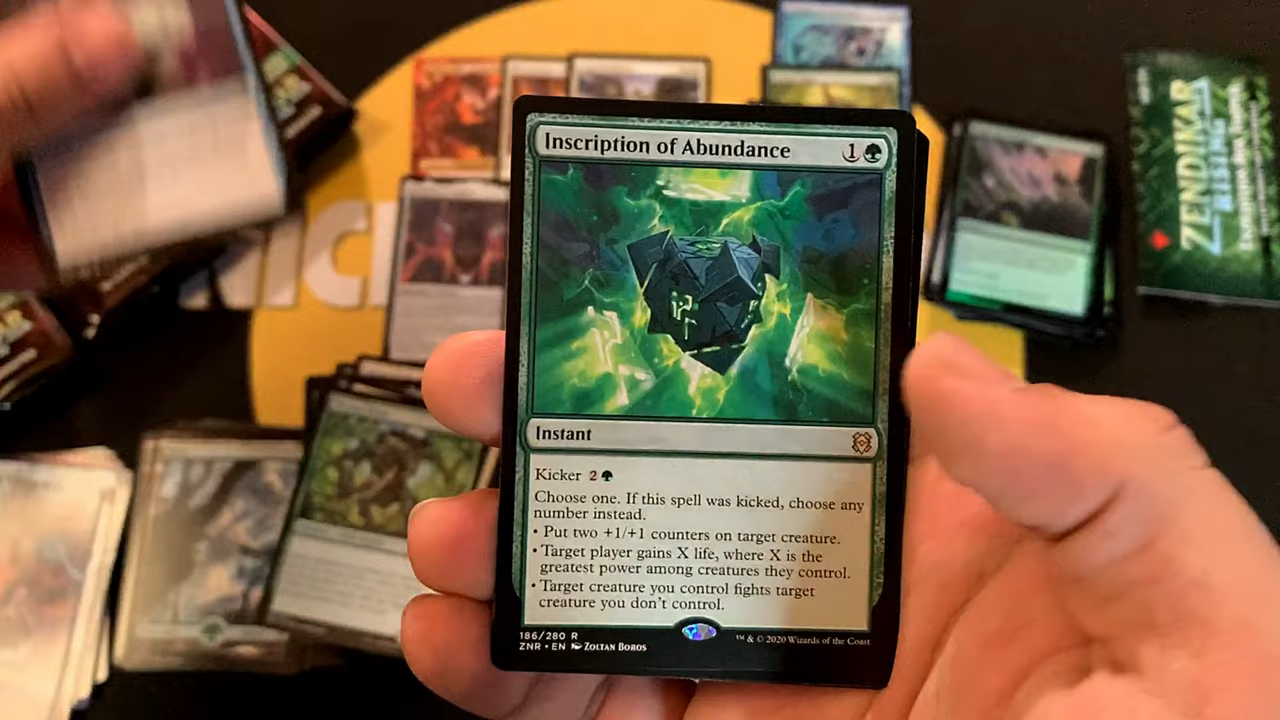 Inscription of Abundance 1
Instant
Kicker 2
Choose one. If this spell was kicked, choose any
number instead.
• Put two +1/+1 counters on target creature.
• Target player gains X life, where X is the
greatest power among creatures they control.
• Target creature you control fights target
creature you don't control.
186/280 R
ZNR • EN Zoltan Boros
™ & © 2020 Wizards of the Coast
ZENDIKAR
RISING